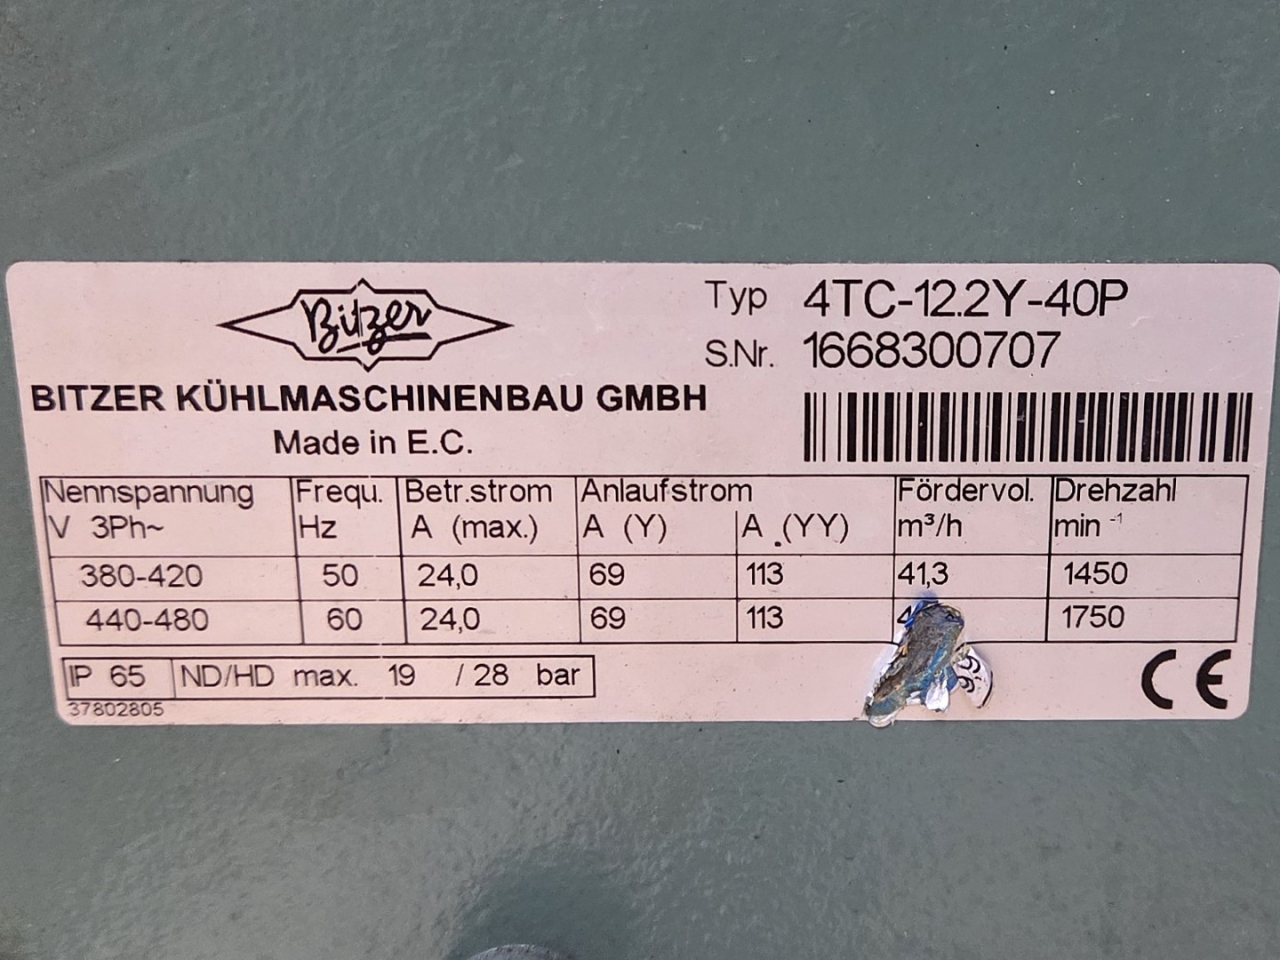 Bitzer
BITZER KÜHLMASCHINENBAU GMBH
Made in E.C.
Typ 4TC-12.2Y-40P
S.Nr. 1668300707
Nennspannung Frequ. Betr.strom Anlaufstrom Fördervol. Drehzahl
V 3Ph~ Hz A (max.) A (Y) A (YY) m³/h min⁻¹
380-420 50 24,0 69 113 41,3 1450
440-480 60 24,0 69 113 1750
IP 65 ND/HD max. 19 / 28 bar
37802805
CE